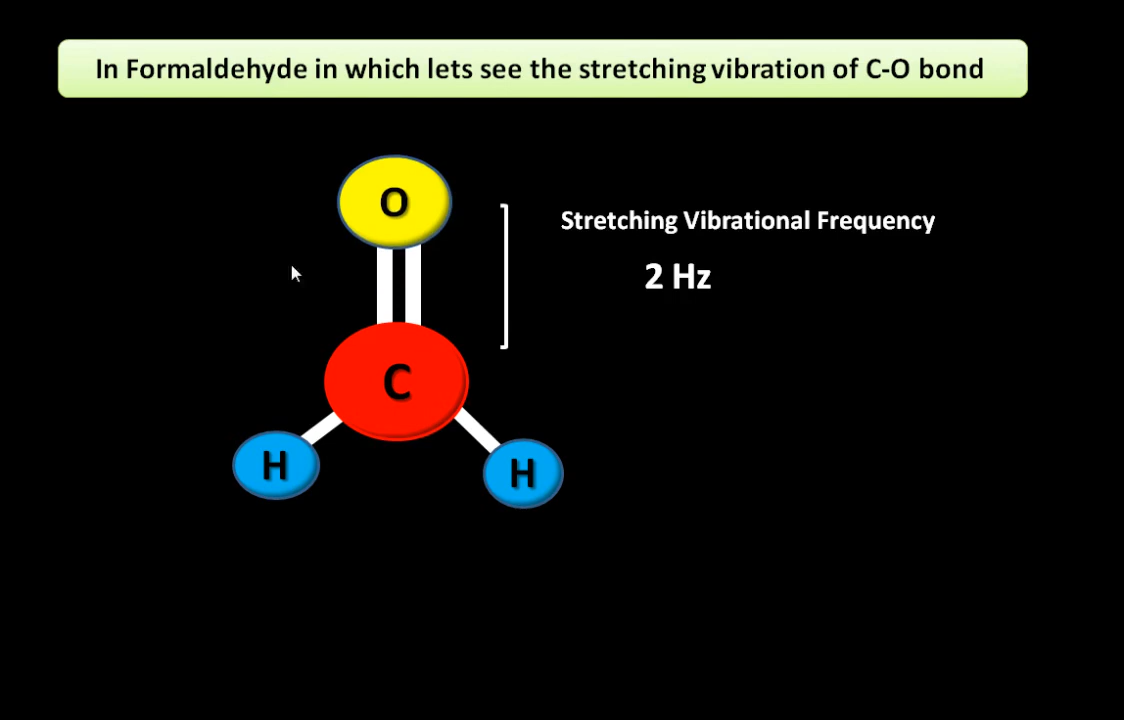 In Formaldehyde in which lets see the stretching vibration of C-O bond
O
Stretching Vibrational Frequency
2 Hz
C
H
H